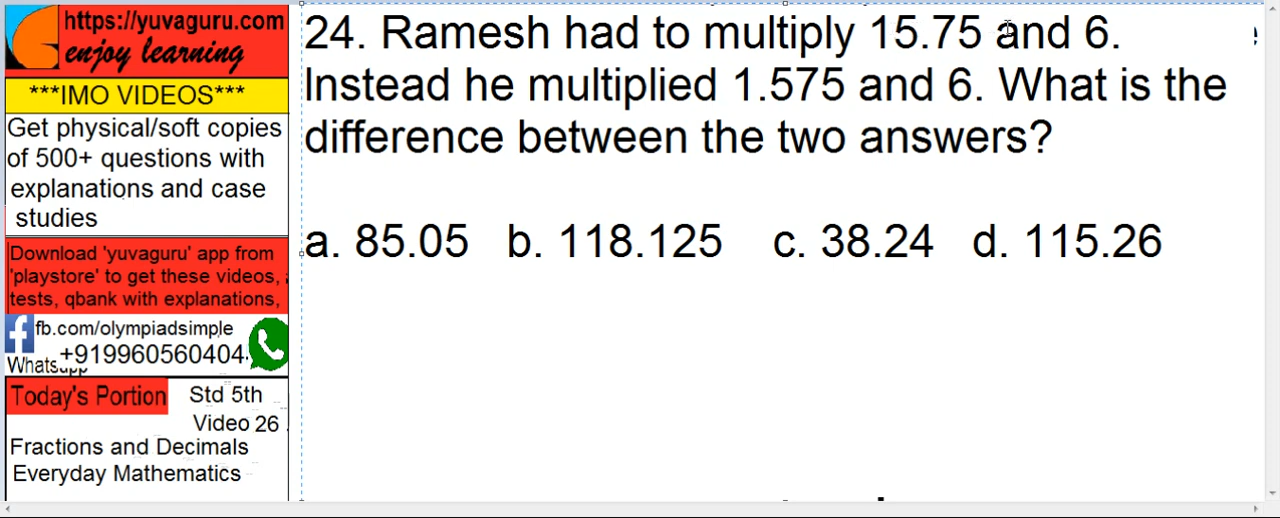 https://yuvaguru.com
enjoy learning
***IMO VIDEOS***
Get physical/soft copies
of 500+ questions with
explanations and case
studies
Download 'yuvaguru' app from
'playstore' to get these videos,
tests, qbank with explanations,
fb.com/olympiadsimple
+919960560404
Whatsapp
Today's Portion
Std 5th
Video 26
Fractions and Decimals
Everyday Mathematics
24. Ramesh had to multiply 15.75 and 6.
Instead he multiplied 1.575 and 6. What is the
difference between the two answers?
a. 85.05 b. 118.125 c. 38.24 d. 115.26